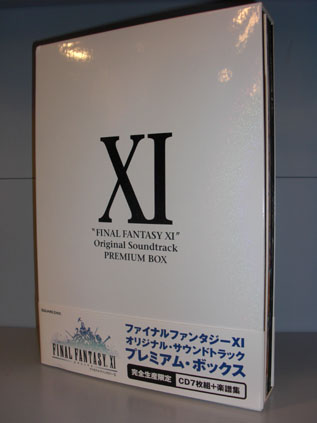 XI
"FINAL FANTASY XI"
Original Soundtrack
PREMIUM BOX
SQUARE ENIX
FINAL FANTASY XI
ファイナルファンタジーXI
オリジナル・サウンドトラック
プレミアム・ボックス
完全生産限定 CD7枚組+楽譜集